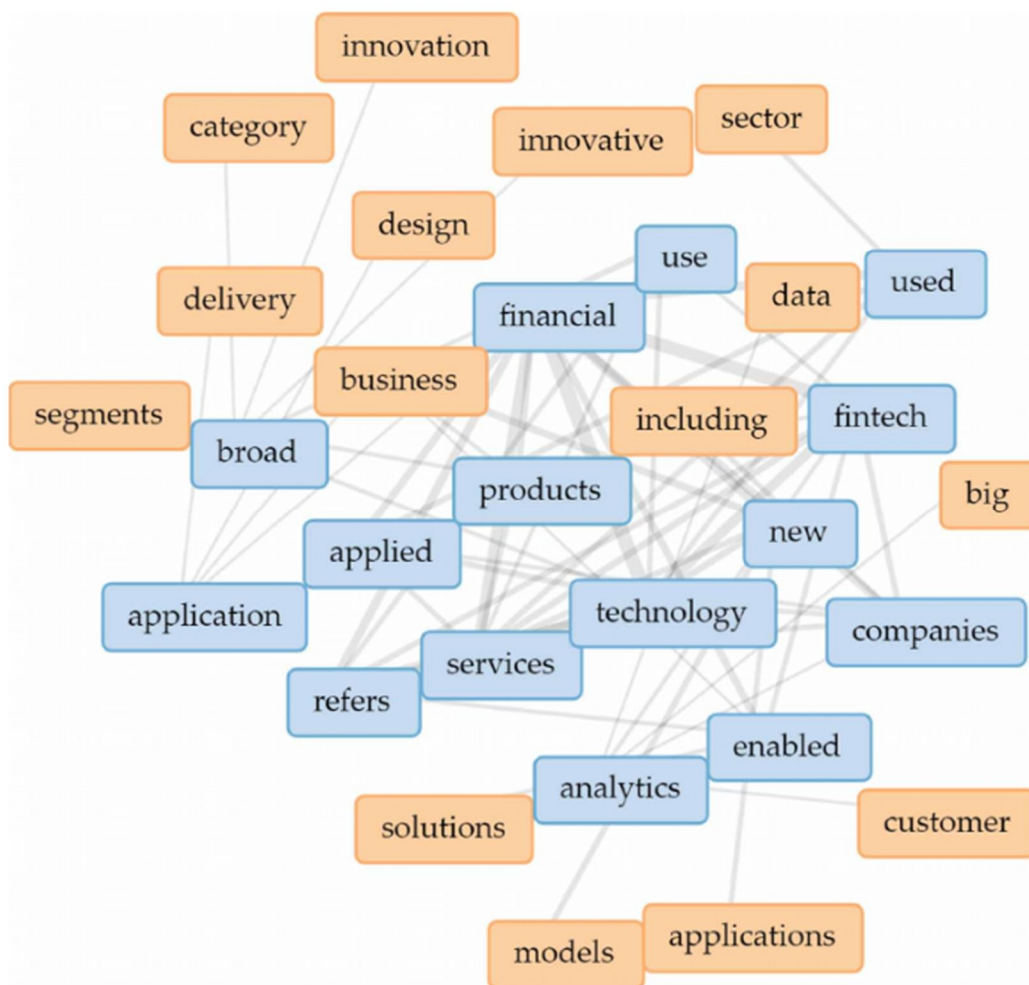 innovation
category
innovative
sector
design
use
delivery
financial
data
used
business
segments
including
fintech
broad
products
big
applied
new
application
technology
companies
services
refers
enabled
analytics
solutions
customer
models
applications